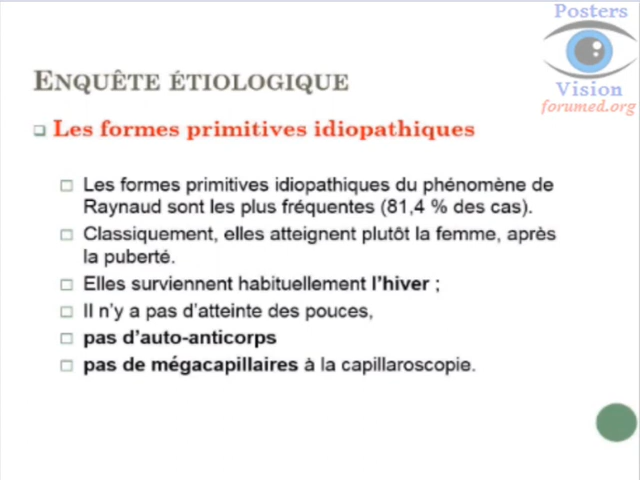 Posters
Vision
forumed.org
ENQUÊTE ÉTIOLOGIQUE
Les formes primitives idiopathiques
Les formes primitives idiopathiques du phénomène de
Raynaud sont les plus fréquentes (81,4 % des cas).
Classiquement, elles atteignent plutôt la femme, après
la puberté.
Elles surviennent habituellement l'hiver ;
Il n'y a pas d'atteinte des pouces,
pas d'auto-anticorps
pas de mégacapillaires à la capillaroscopie.